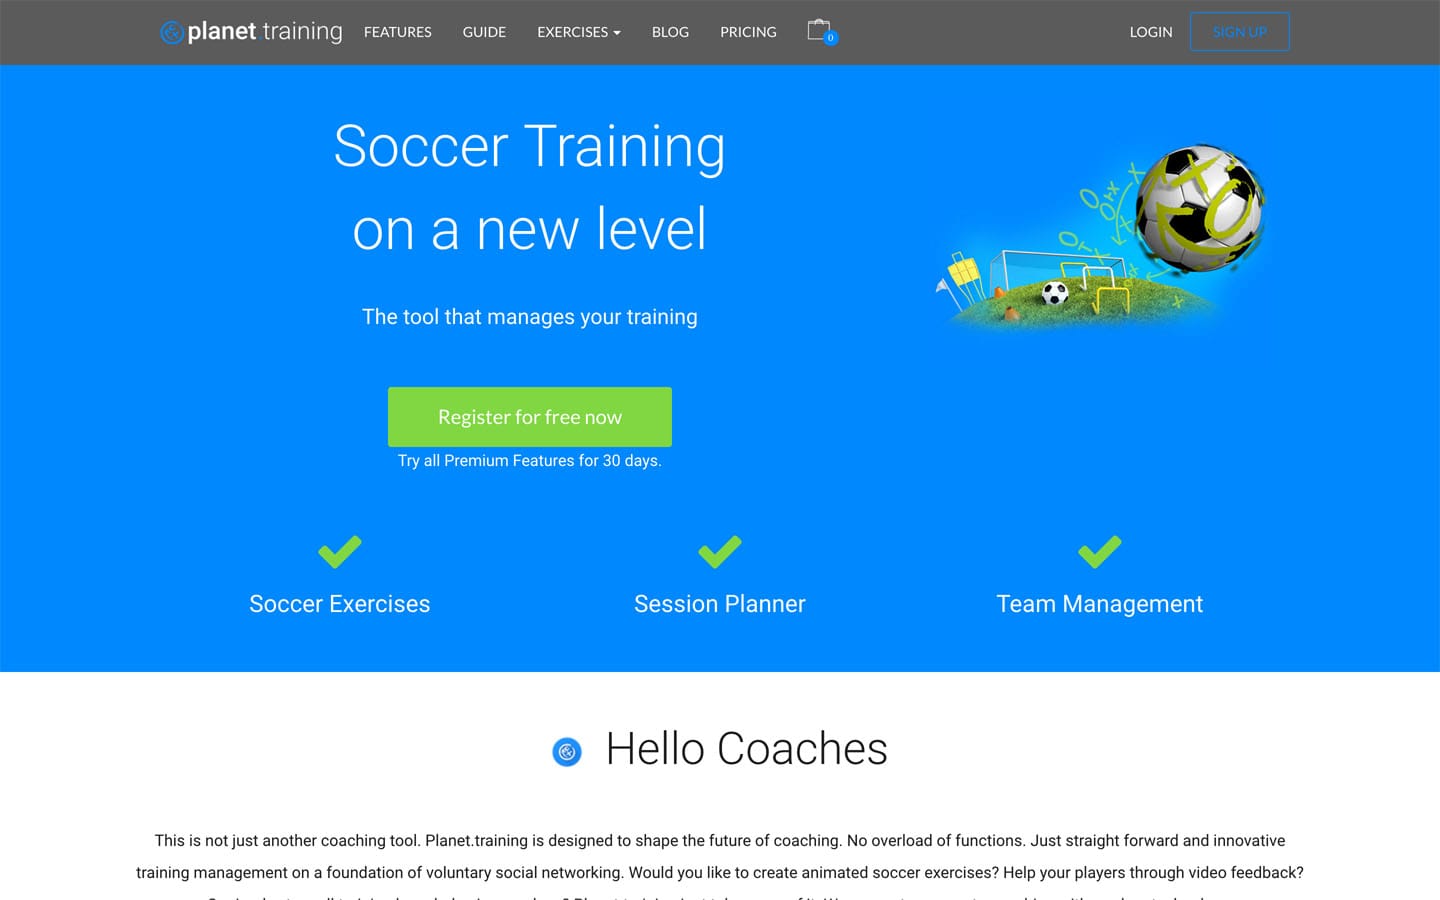 planet.training
FEATURES
GUIDE
EXERCISES
BLOG
PRICING
0
LOGIN
SIGN UP
Soccer Training
on a new level
The tool that manages your training
Register for free now
Try all Premium Features for 30 days.
Soccer Exercises
Session Planner
Team Management
Hello Coaches
This is not just another coaching tool. Planet.training is designed to shape the future of coaching. No overload of functions. Just straight forward and innovative
training management on a foundation of voluntary social networking. Would you like to create animated soccer exercises? Help your players through video feedback?